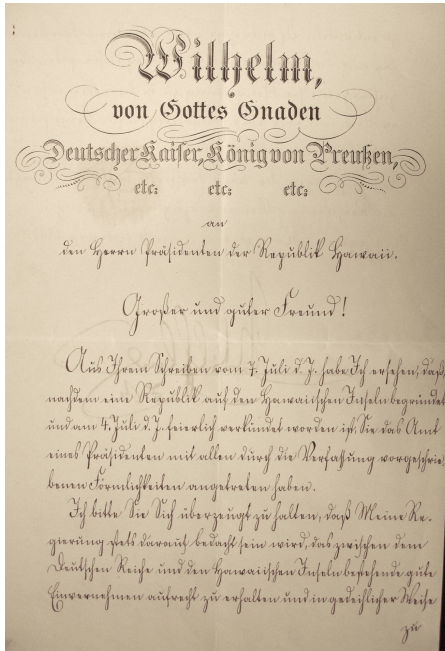 Wilhelm,
von Gottes Gnaden
Deutscher Kaiser, König von Preußen,
etc: etc: etc:
an
den Herrn Präsidenten der Republik Hawaii.
Großer und guter Freund!
Aus Ihrem Schreiben vom 7. Juli d. J. habe Ich ersehen, daß,
nachdem eine Republik auf den Hawaiischen Inseln begründet
und am 4. Juli d. J. feierlich verkündet worden ist, Sie das Amt
eines Präsidenten mit allen durch die Verfassung vorgeschrie-
benen Förmlichkeiten angetreten haben.
Ich bitte Sie Sich überzeugt zu halten, daß Meine Re-
gierung stets darauf bedacht sein wird, das zwischen dem
Deutschen Reiche und den Hawaiischen Inseln bestehende gute
Einvernehmen aufrecht zu erhalten und in gedeihlicher Weise
zu